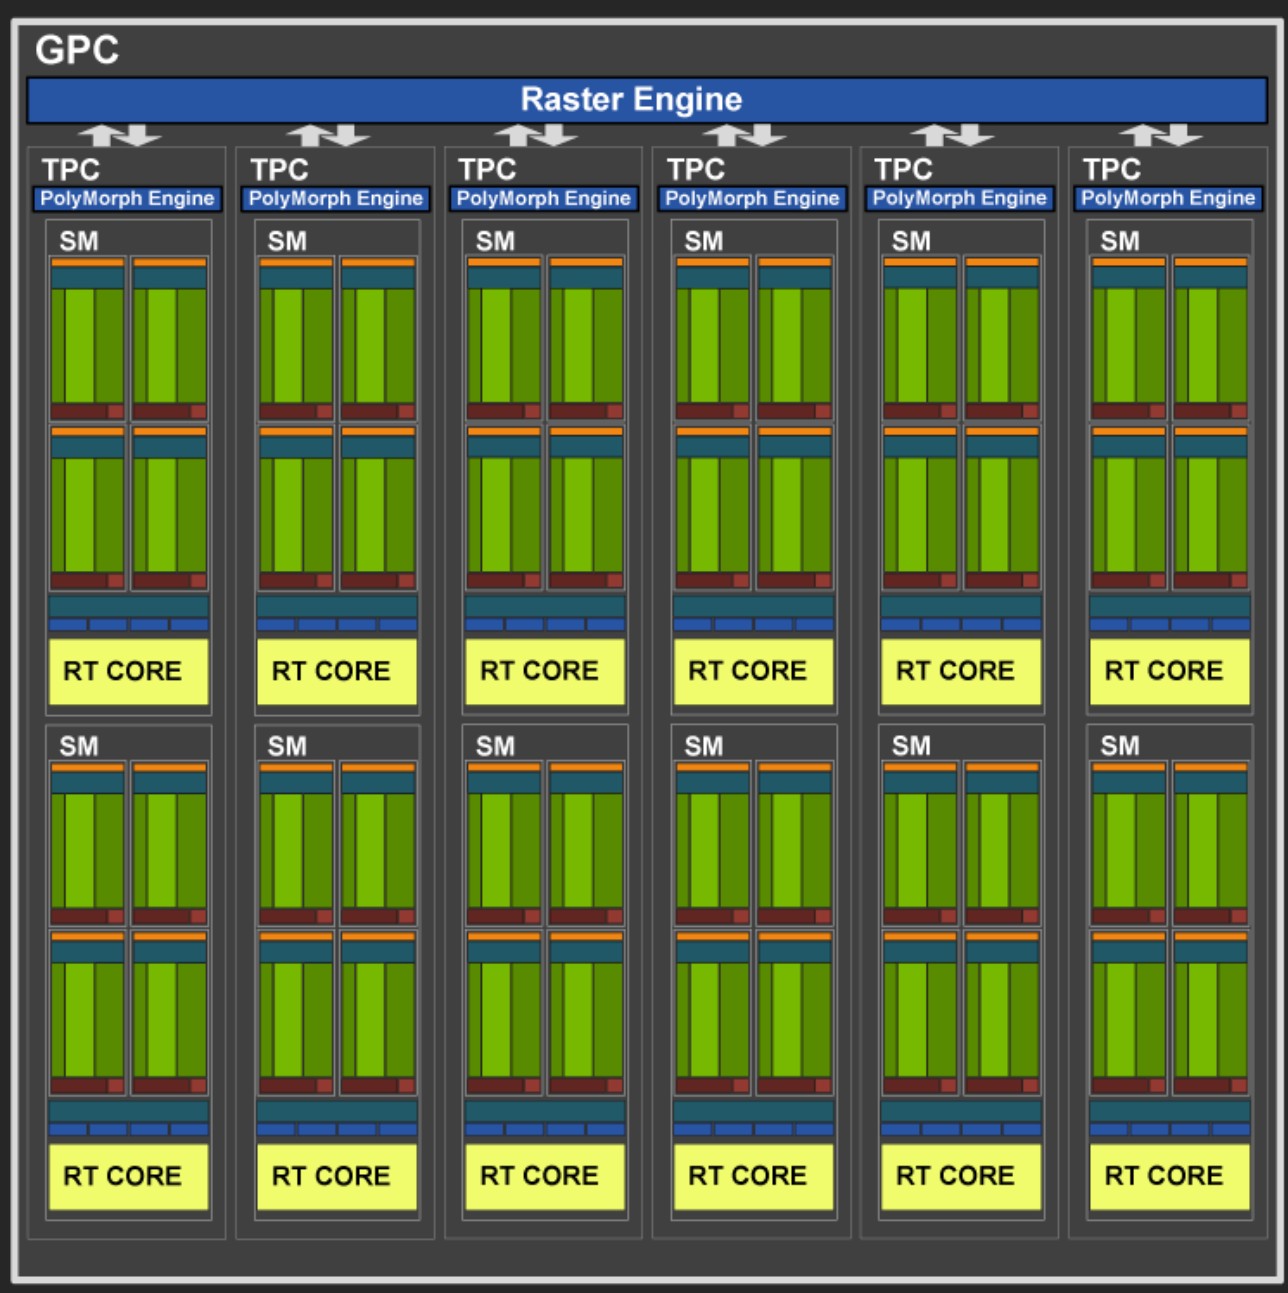 GPC
Raster Engine
TPC TPC TPC TPC TPC TPC
PolyMorph Engine PolyMorph Engine PolyMorph Engine PolyMorph Engine PolyMorph Engine PolyMorph Engine
SM SM SM SM SM SM
RT CORE RT CORE RT CORE RT CORE RT CORE RT CORE
SM SM SM SM SM SM
RT CORE RT CORE RT CORE RT CORE RT CORE RT CORE